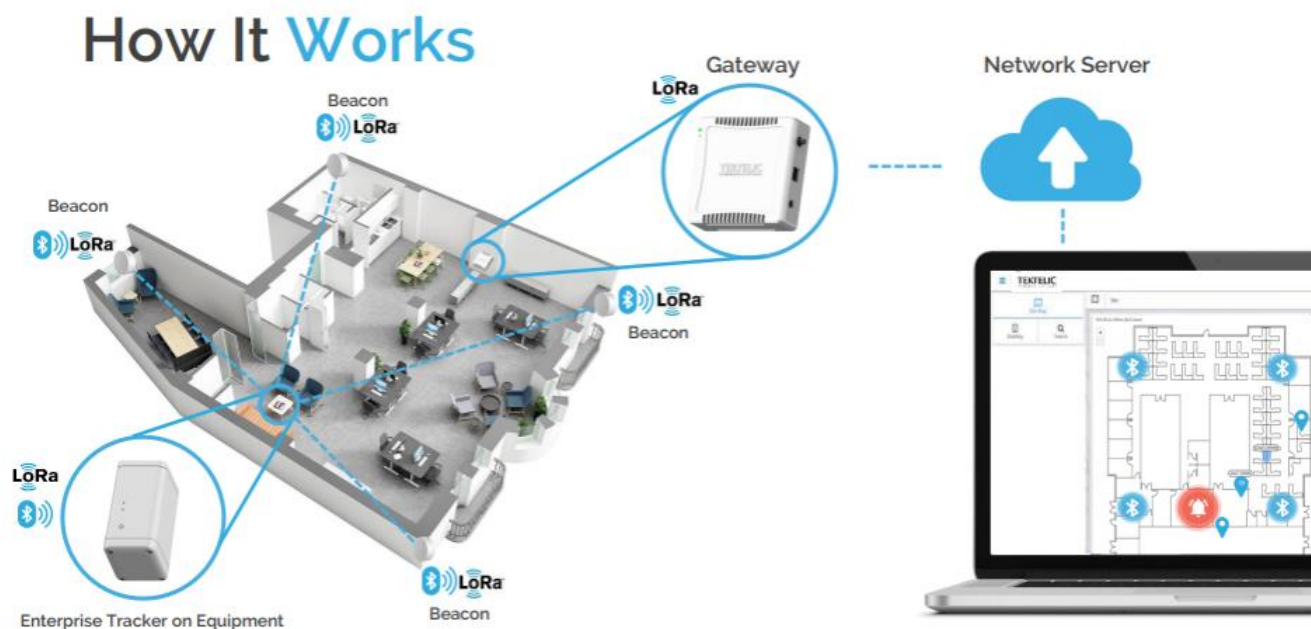 How It Works
Gateway
Network Server
LoRa
Beacon
LoRa
TEKTELIC
Beacon
LoRa
LoRa
Beacon
TEKTELIC
LoRa
LoRa
Beacon
Enterprise Tracker on Equipment